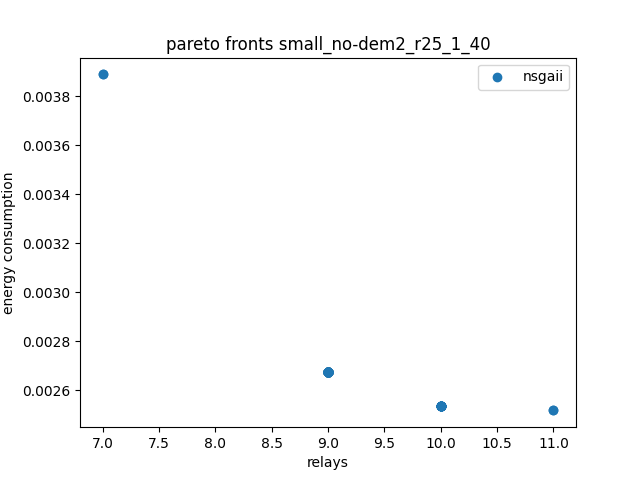 pareto fronts small_no-dem2_r25_1_40
nsgaii
energy consumption
0.0038
0.0036
0.0034
0.0032
0.0030
0.0028
0.0026
7.0 7.5 8.0 8.5 9.0 9.5 10.0 10.5 11.0
relays